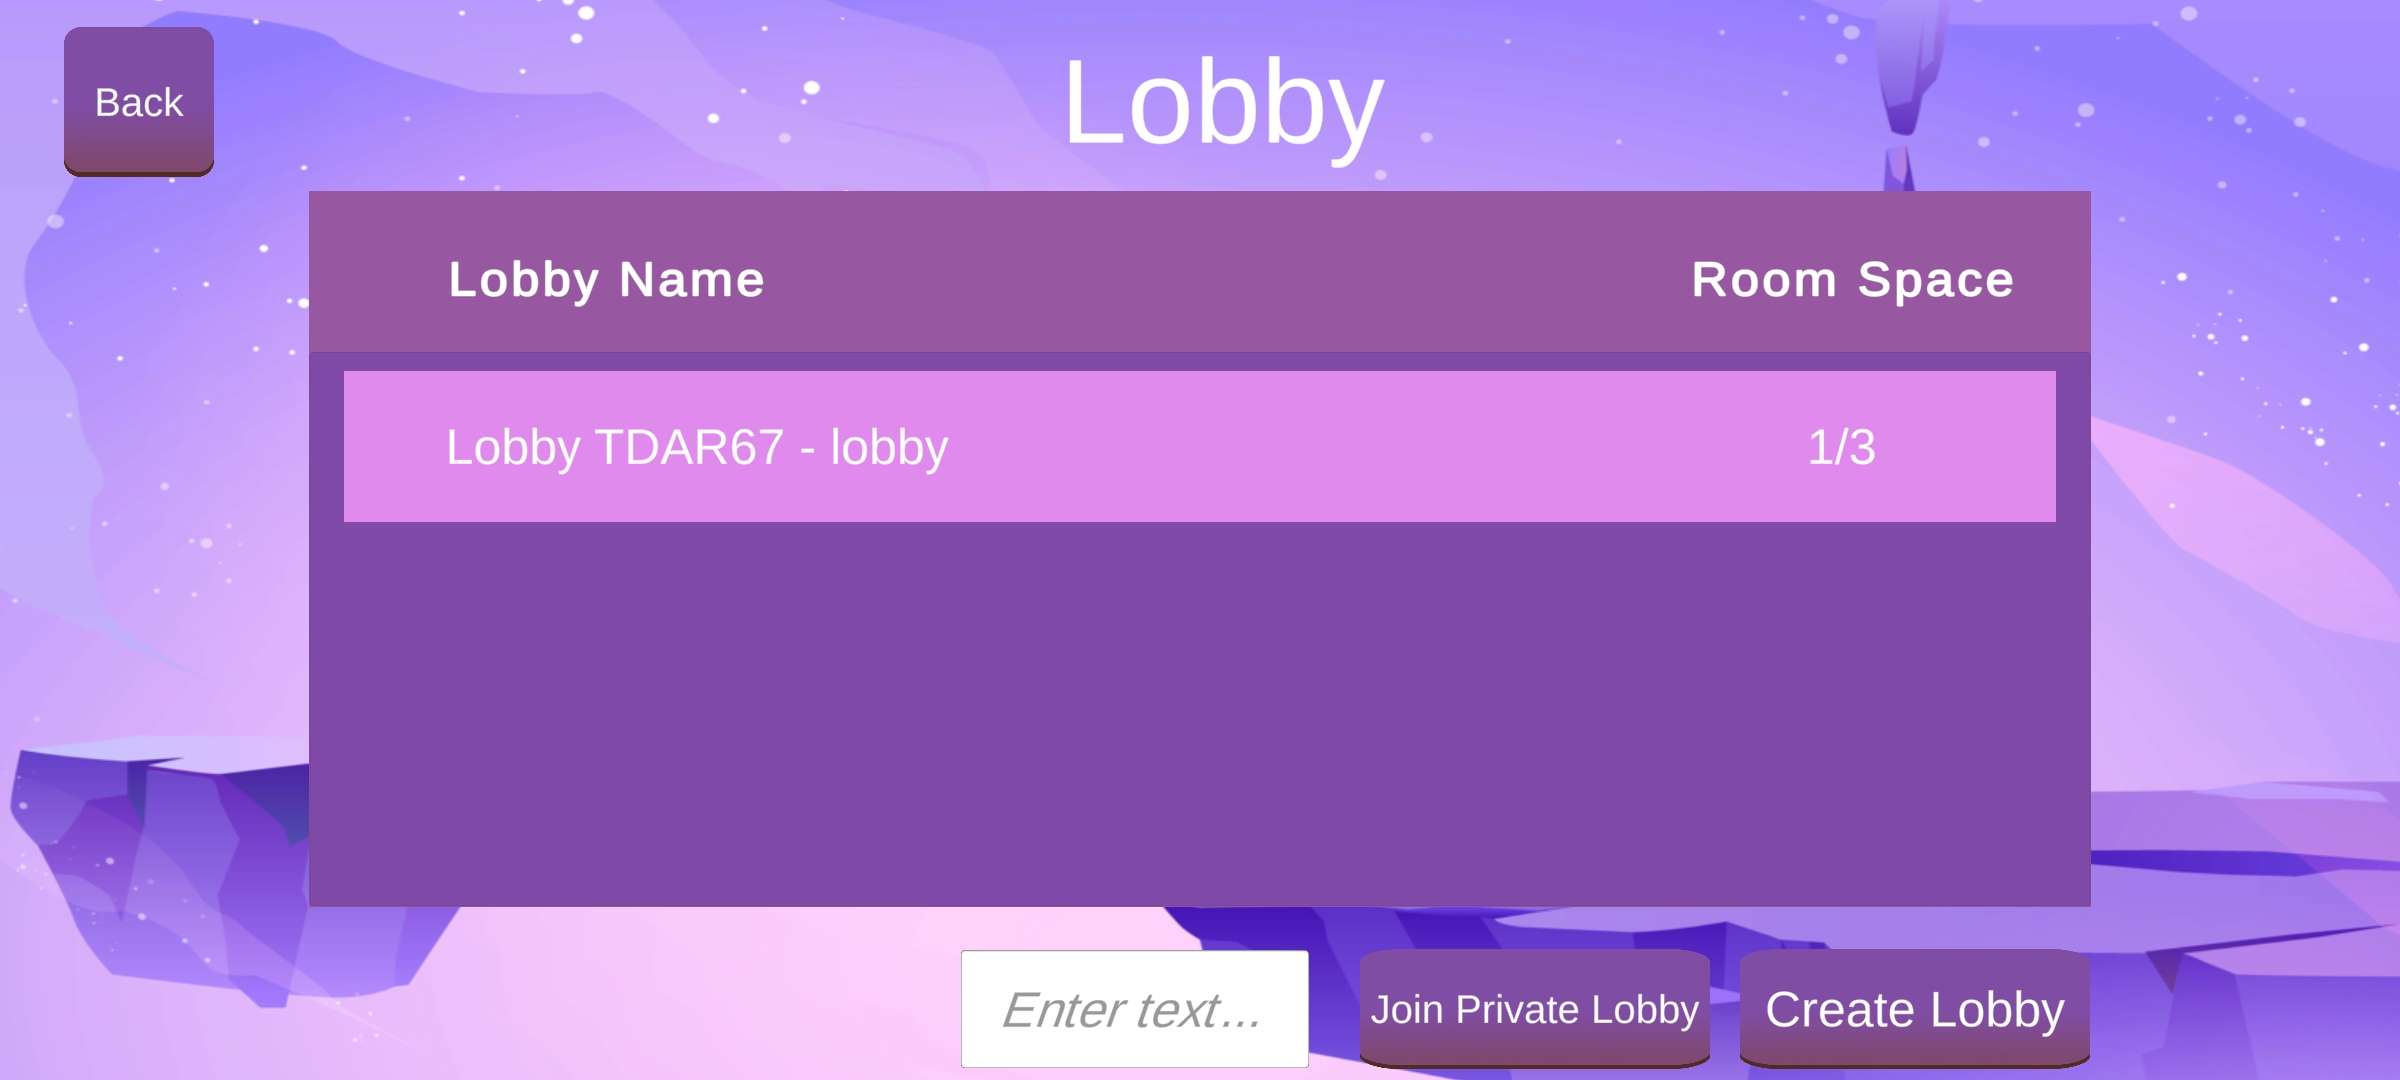 Back
Lobby
Lobby Name
Room Space
Lobby TDAR67 - lobby
1/3
Enter text...
Join Private Lobby
Create Lobby